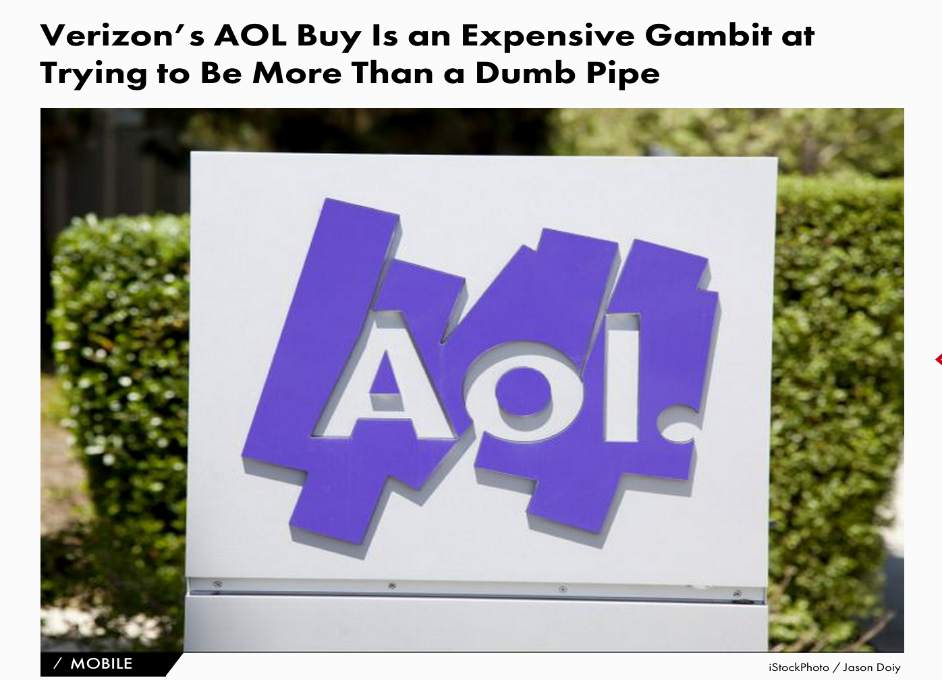 Verizon's AOL Buy Is an Expensive Gambit at
Trying to Be More Than a Dumb Pipe
Aol.
/ MOBILE
iStockPhoto / Jason Doiy